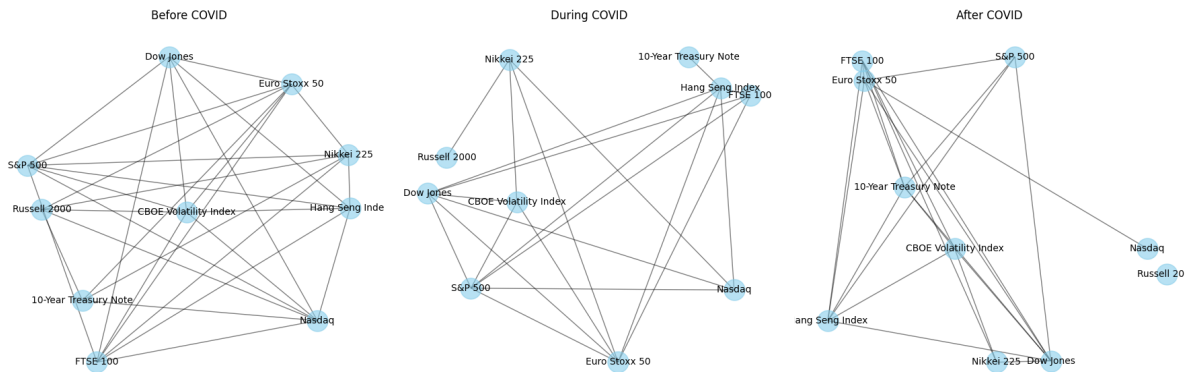 Before COVID
Dow Jones
Euro Stoxx 50
Nikkei 225
S&P 500
Russell 2000
CBOE Volatility Index
Hang Seng Inde
10-Year Treasury Note
Nasdaq
FTSE 100
During COVID
Nikkei 225
10-Year Treasury Note
Hang Seng Index
FTSE 100
Russell 2000
Dow Jones
CBOE Volatility Index
S&P 500
Nasdaq
Euro Stoxx 50
After COVID
FTSE 100
S&P 500
Euro Stoxx 50
10-Year Treasury Note
CBOE Volatility Index
Nasdaq
Russell 20
ang Seng Index
Nikkei 225
Dow Jones